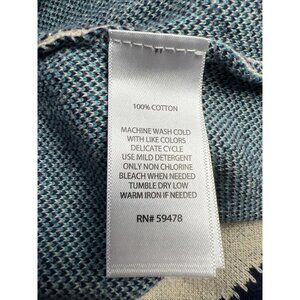 100% COTTON
MACHINE WASH COLD
WITH LIKE COLORS
DELICATE CYCLE
USE MILD DETERGENT
ONLY NON CHLORINE
BLEACH WHEN NEEDED
TUMBLE DRY LOW
WARM IRON IF NEEDED
RN# 59478